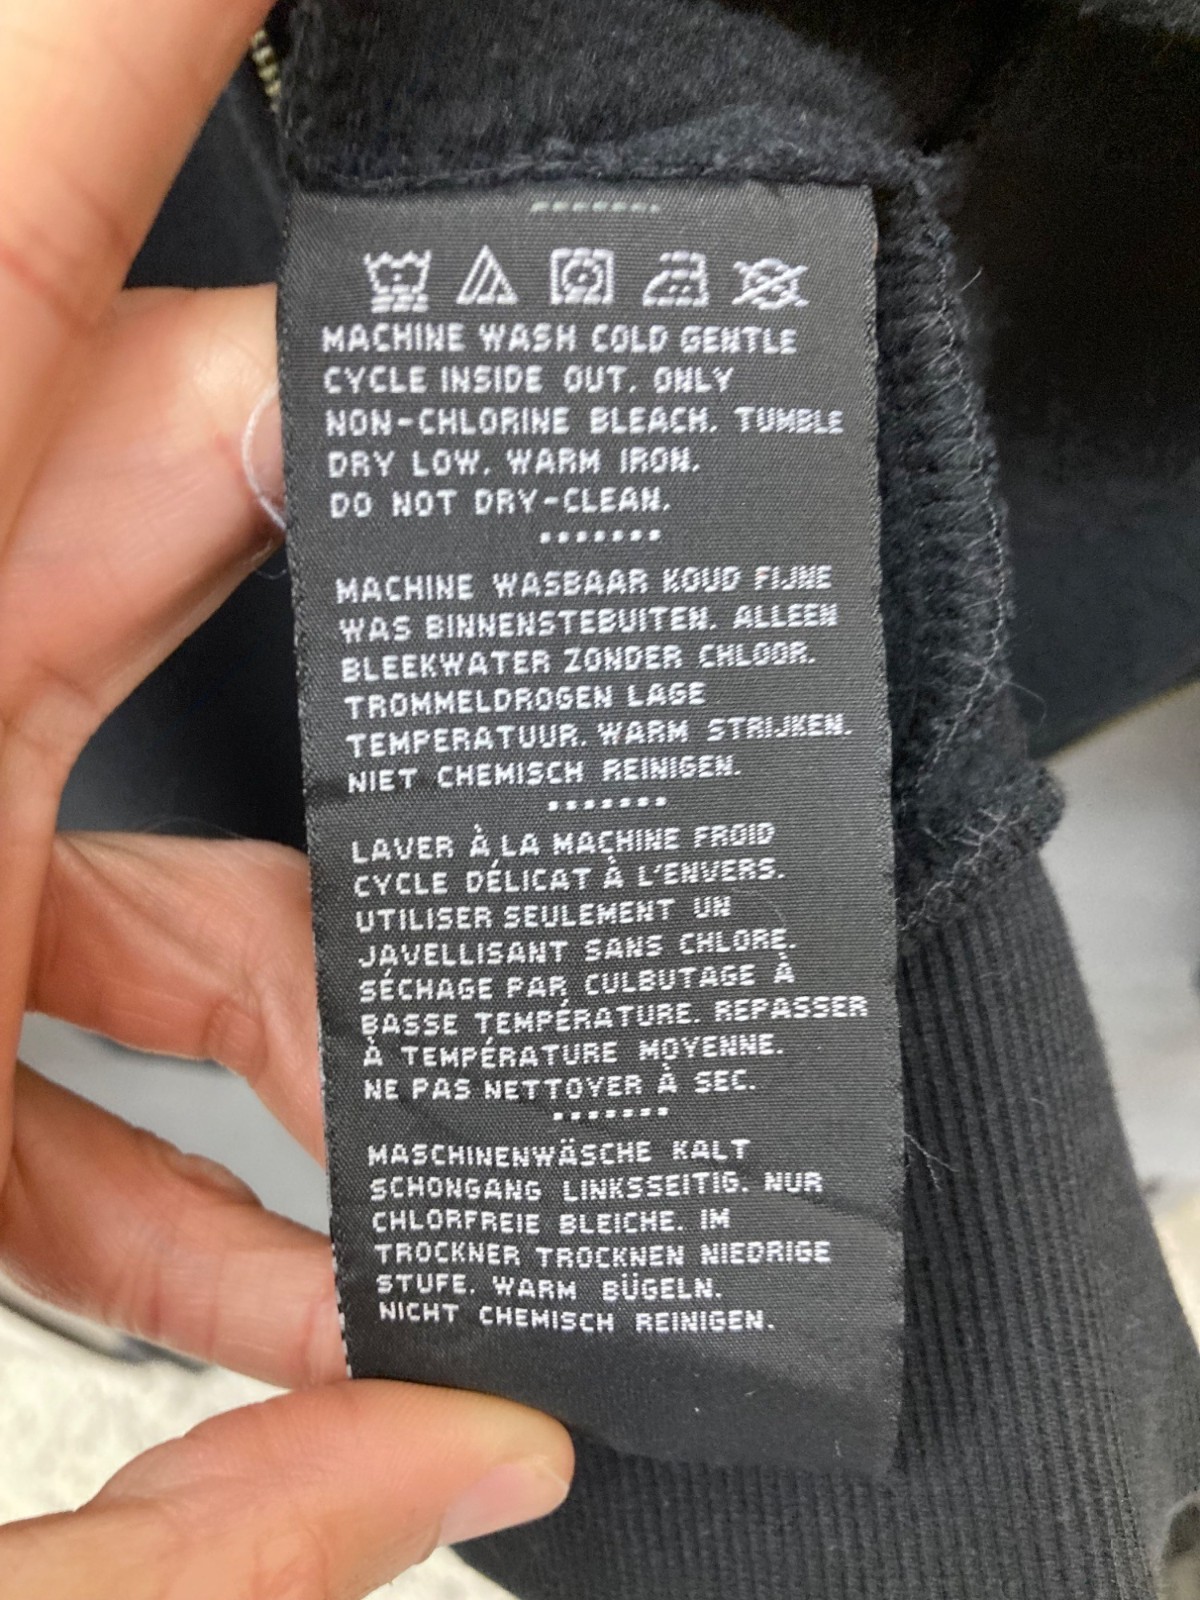 MACHINE WASH COLD GENTLE
CYCLE INSIDE OUT. ONLY
NON-CHLORINE BLEACH. TUMBLE
DRY LOW. WARM IRON.
DO NOT DRY-CLEAN.
MACHINE WASBAAR KOUD FIJNE
WAS BINNENSTEBUITEN. ALLEEN
BLEEKWATER ZONDER CHLOOR.
TROMMELDROGEN LAGE
TEMPERATUUR. WARM STRIJKEN.
NIET CHEMISCH REINIGEN.
LAVER À LA MACHINE FROID
CYCLE DÉLICAT À L'ENVERS.
UTILISER SEULEMENT UN
JAVELLISANT SANS CHLORE.
SÉCHAGE PAR CULBUTAGE À
BASSE TEMPÉRATURE. REPASSER
À TEMPÉRATURE MOYENNE.
NE PAS NETTOYER À SEC.
MASCHINENWÄSCHE KALT
SCHONGANG LINKSSEITIG. NUR
CHLORFREIE BLEICHE. IM
TROCKNER TROCKNEN NIEDRIGE
STUFE. WARM BÜGELN.
NICHT CHEMISCH REINIGEN.